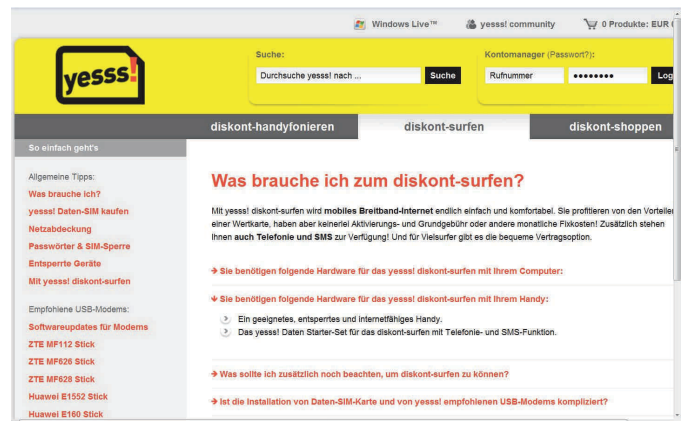 Windows Live™ yesss! community 0 Produkte: EUR
yesss!
Suche: Kontomanager (Passwort?):
Durchsuche yesss! nach ... Suche Rufnummer •••••••• Log
diskont-handyfonieren diskont-surfen diskont-shoppen
So einfach geht's
Allgemeine Tipps:
Was brauche ich?
yesss! Daten-SIM kaufen
Netzabdeckung
Passwörter & SIM-Sperre
Entsperrte Geräte
Mit yesss! diskont-surfen
Empfohlene USB-Modems:
Softwareupdates für Modems
ZTE MF112 Stick
ZTE MF626 Stick
ZTE MF628 Stick
Huawei E1552 Stick
Huawei E160 Stick
Was brauche ich zum diskont-surfen?
Mit yesss! diskont-surfen wird mobiles Breitband-Internet endlich einfach und komfortabel. Sie profitieren von den Vorteilen
einer Wertkarte, haben aber keinerlei Aktivierungs- und Grundgebühr oder andere monatliche Fixkosten! Zusätzlich stehen
Ihnen auch Telefonie und SMS zur Verfügung! Und für Vielsurfer gibt es die bequeme Vertragsoption.
Sie benötigen folgende Hardware für das yesss! diskont-surfen mit Ihrem Computer:
Sie benötigen folgende Hardware für das yesss! diskont-surfen mit Ihrem Handy:
Ein geeignetes, entsperrtes und internetfähiges Handy.
Das yesss! Daten Starter-Set für das diskont-surfen mit Telefonie- und SMS-Funktion.
Was sollte ich zusätzlich noch beachten, um diskont-surfen zu können?
Ist die Installation von Daten-SIM-Karte und von yesss! empfohlenen USB-Modems kompliziert?